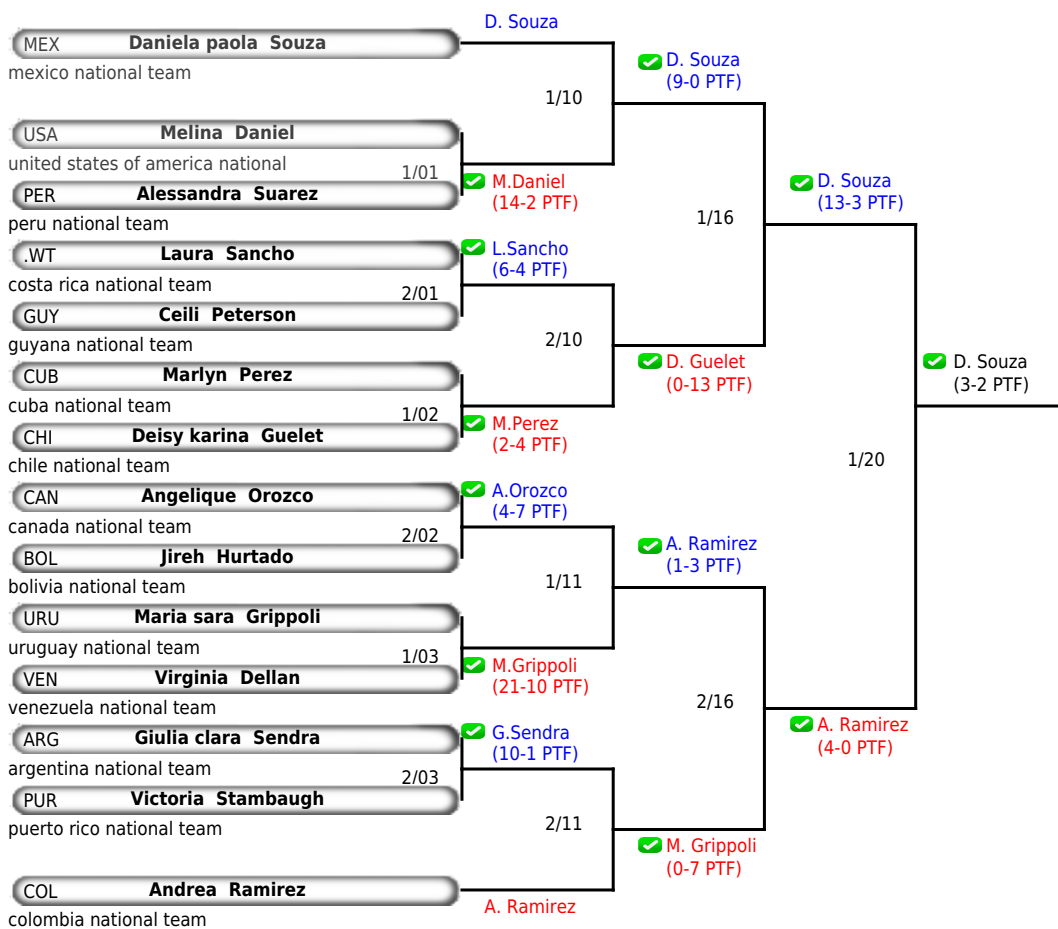 D. Souza
MEX Daniela paola Souza
mexico national team
D. Souza
(9-0 PTF)
1/10
USA Melina Daniel
united states of america national
1/01
M.Daniel
(14-2 PTF)
PER Alessandra Suarez
peru national team
D. Souza
(13-3 PTF)
1/16
.WT Laura Sancho
costa rica national team
L.Sancho
(6-4 PTF)
2/01
GUY Ceili Peterson
guyana national team
2/10
D. Guelet
(0-13 PTF)
D. Souza
(3-2 PTF)
CUB Marlyn Perez
cuba national team
1/02
M.Perez
(2-4 PTF)
CHI Deisy karina Guelet
chile national team
1/20
CAN Angelique Orozco
canada national team
A.Orozco
(4-7 PTF)
2/02
BOL Jireh Hurtado
bolivia national team
A. Ramirez
(1-3 PTF)
1/11
URU Maria sara Grippoli
uruguay national team
1/03
M.Grippoli
(21-10 PTF)
VEN Virginia Dellan
venezuela national team
2/16
A. Ramirez
(4-0 PTF)
ARG Giulia clara Sendra
argentina national team
G.Sendra
(10-1 PTF)
2/03
PUR Victoria Stambaugh
puerto rico national team
2/11
M. Grippoli
(0-7 PTF)
COL Andrea Ramirez
colombia national team
A. Ramirez